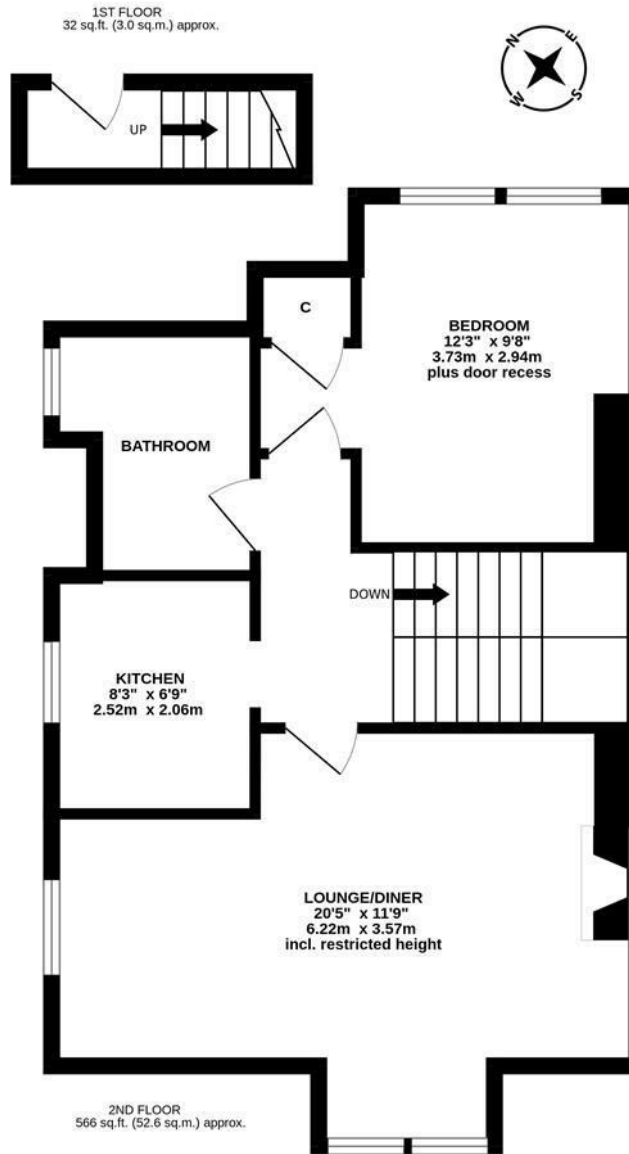 1ST FLOOR
32 sq.ft. (3.0 sq.m.) approx.
N
E
W
S
UP
C
BEDROOM
12'3" x 9'8"
3.73m x 2.94m
plus door recess
BATHROOM
DOWN
KITCHEN
8'3" x 6'9"
2.52m x 2.06m
LOUNGE/DINER
20'5" x 11'9"
6.22m x 3.57m
incl. restricted height
2ND FLOOR
566 sq.ft. (52.6 sq.m.) approx.